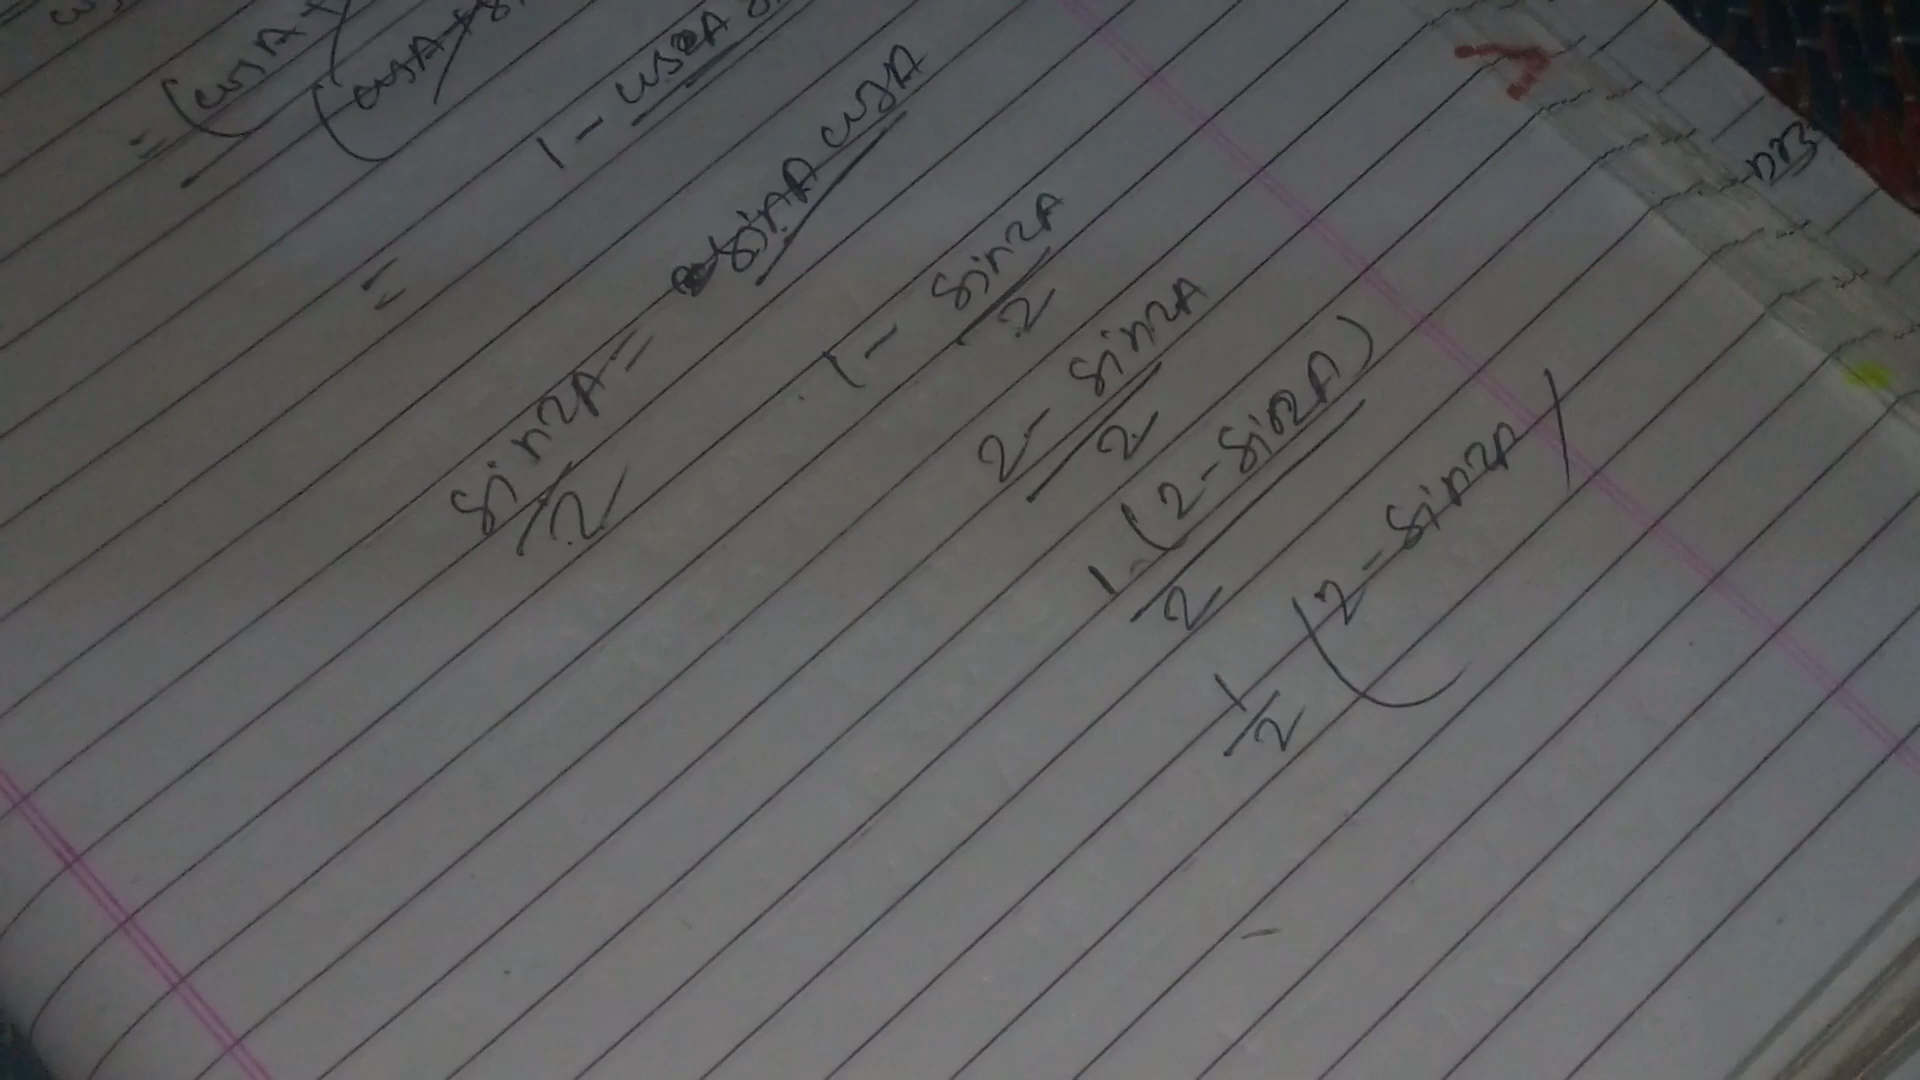 = (cosA +
(cosA +
1 - cosA
=
sin2A/2 = sinA cosA
1 - sin2A/2
2 - sin2A/2
1(2 - sin2A)/2
1/2 (2 - sin2A)